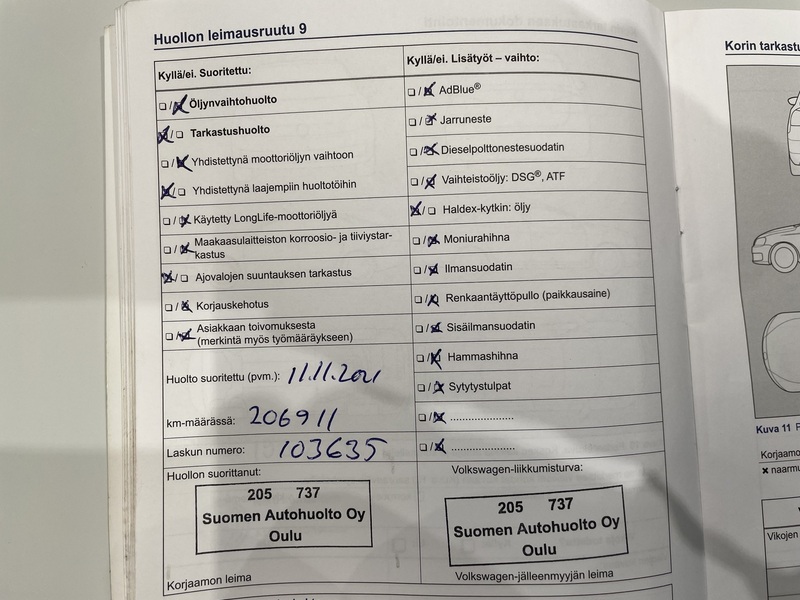 Huollon leimausruutu 9
Kyllä/ei. Suoritettu:
☐/☒ Öljynvaihtohuolto
☒/☐ Tarkastushuolto
☐/☒ Yhdistettynä moottoriöljyn vaihtoon
☒/☐ Yhdistettynä laajempiin huoltotöihin
☐/☒ Käytetty LongLife-moottoriöljyä
☐/☒ Maakaasulaitteiston korroosio- ja tiiviystar-
kastus
☒/☐ Ajovalojen suuntauksen tarkastus
☐/☒ Korjauskehotus
☐/☒ Asiakkaan toivomuksesta
(merkintä myös työmääräykseen)
Huolto suoritettu (pvm.): 11.11.2021
km-määrässä: 206911
Laskun numero: 103635
Huollon suorittanut:
205 737
Suomen Autohuolto Oy
Oulu
Korjaamon leima
Kyllä/ei. Lisätyöt – vaihto:
☐/☒ AdBlue®
☐/☒ Jarruneste
☐/☒ Dieselpolttonestesuodatin
☐/☒ Vaihteistoöljy: DSG®, ATF
☒/☐ Haldex-kytkin: öljy
☐/☒ Moniurahihna
☐/☒ Ilmansuodatin
☐/☒ Renkaantäyttöpullo (paikkausaine)
☐/☒ Sisäilmansuodatin
☐/☒ Hammashihna
☐/☒ Sytytystulpat
☐/☒ .....................
☐/☒ .....................
Volkswagen-liikkumisturva:
205 737
Suomen Autohuolto Oy
Oulu
Volkswagen-jälleenmyyjän leima
Korin
Kuva 11
Korjaamo
Vikojen